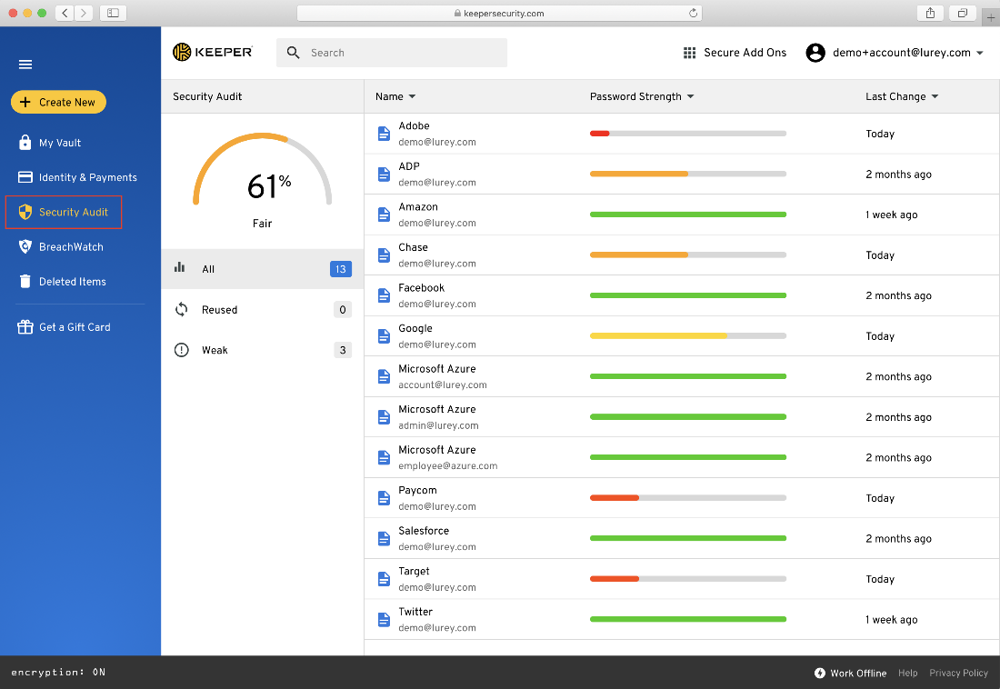 keepersecurity.com
KEEPER
Search
Secure Add Ons
demo+account@lurey.com
Create New
My Vault
Identity & Payments
Security Audit
BreachWatch
Deleted Items
Get a Gift Card
Security Audit
61%
Fair
All 13
Reused 0
Weak 3
Name Password Strength Last Change
Adobe
demo@lurey.com
Today
ADP
demo@lurey.com
2 months ago
Amazon
demo@lurey.com
1 week ago
Chase
demo@lurey.com
Today
Facebook
demo@lurey.com
2 months ago
Google
demo@lurey.com
Today
Microsoft Azure
account@lurey.com
2 months ago
Microsoft Azure
admin@lurey.com
2 months ago
Microsoft Azure
employee@azure.com
2 months ago
Paycom
demo@lurey.com
Today
Salesforce
demo@lurey.com
2 months ago
Target
demo@lurey.com
Today
Twitter
demo@lurey.com
1 week ago
encryption: ON
Work Offline
Help
Privacy Policy